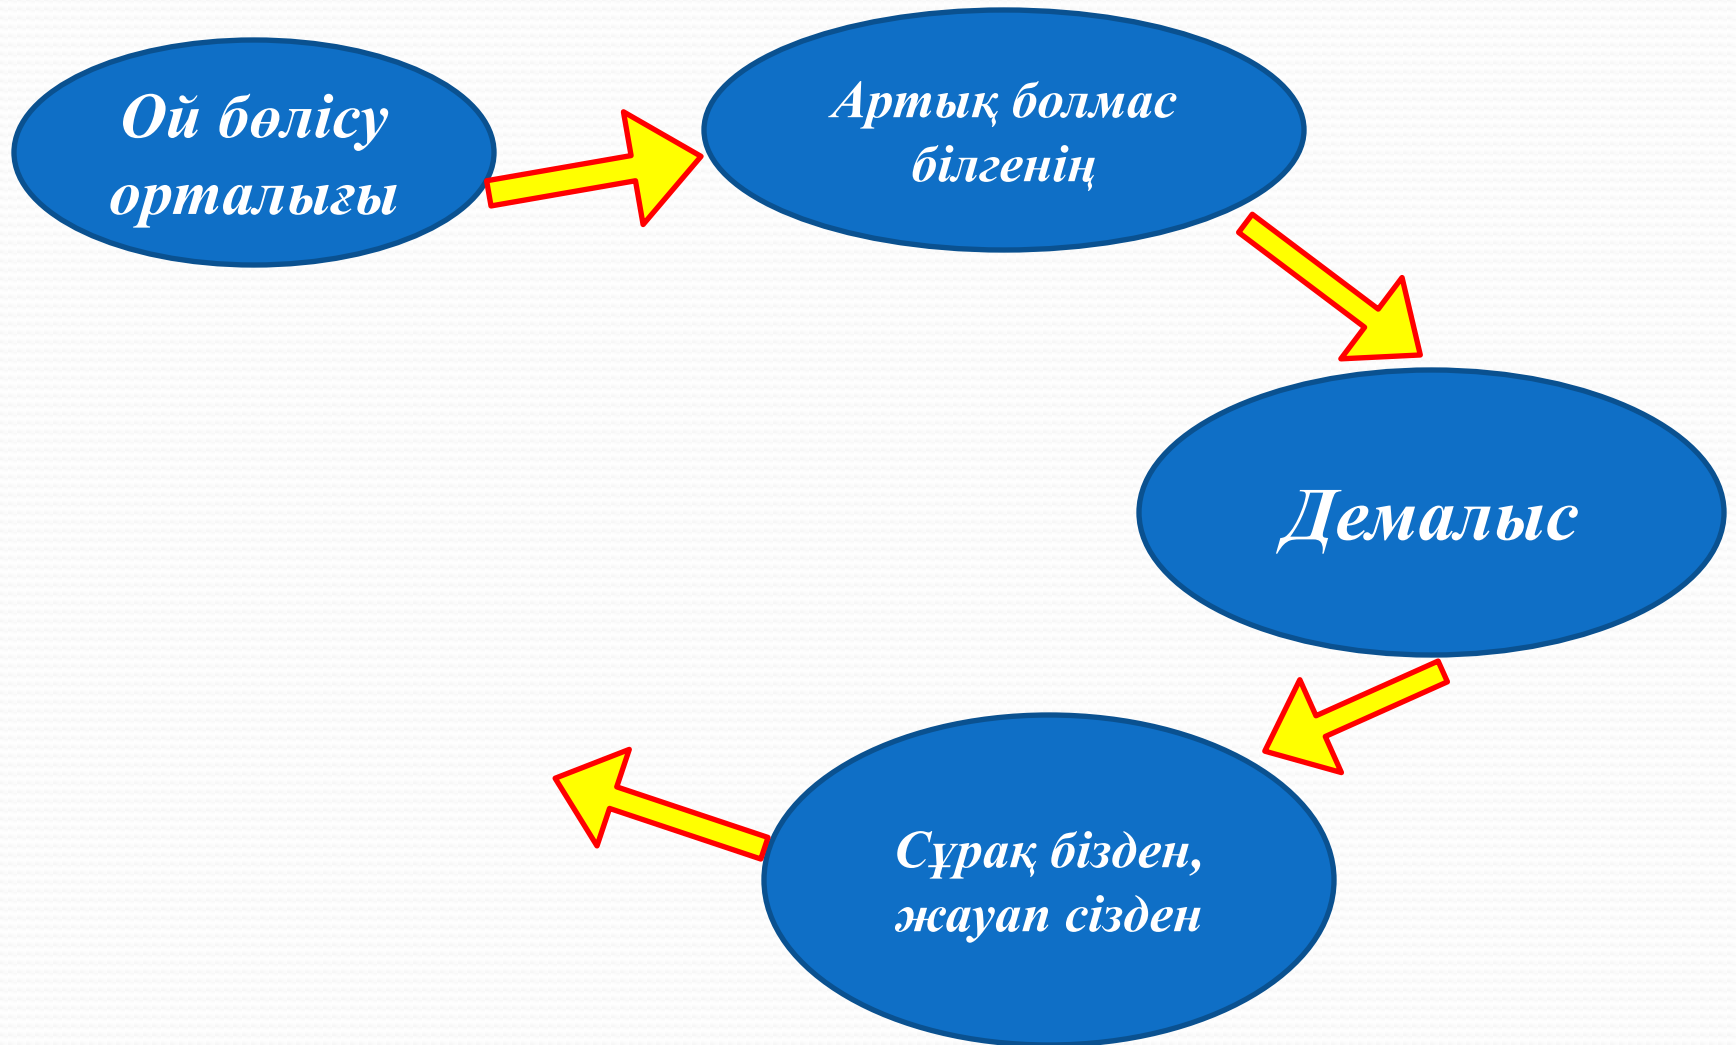 Ой бөлісу
орталығы
Артық болмас
білгенің
Демалыс
Сұрақ бізден,
жауап сізден